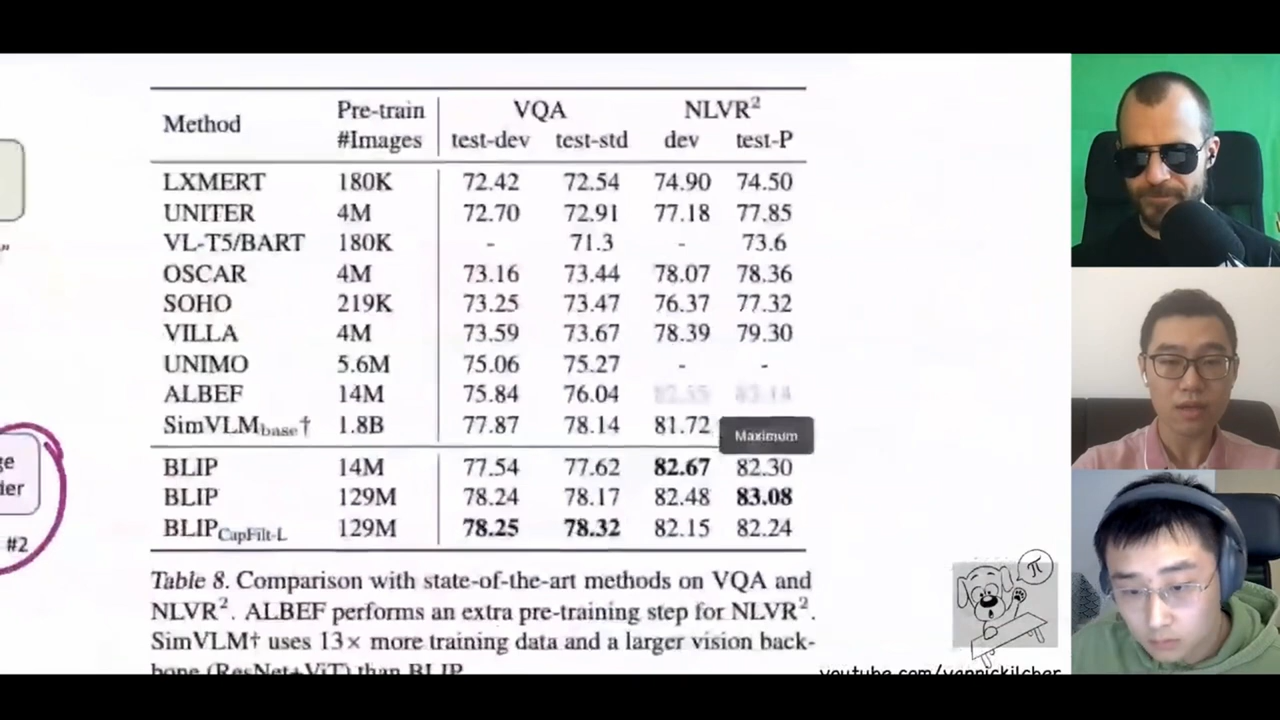 VQA NLVR²
Method Pre-train #Images test-dev test-std dev test-P
LXMERT 180K 72.42 72.54 74.90 74.50
UNITER 4M 72.70 72.91 77.18 77.85
VL-T5/BART 180K - 71.3 - 73.6
OSCAR 4M 73.16 73.44 78.07 78.36
SOHO 219K 73.25 73.47 76.37 77.32
VILLA 4M 73.59 73.67 78.39 79.30
UNIMO 5.6M 75.06 75.27 - -
ALBEF 14M 75.84 76.04
SimVLMbase† 1.8B 77.87 78.14 81.72
Maximum
BLIP 14M 77.54 77.62 82.67 82.30
BLIP 129M 78.24 78.17 82.48 83.08
BLIPCapFilt-L 129M 78.25 78.32 82.15 82.24
Table 8. Comparison with state-of-the-art methods on VQA and
NLVR². ALBEF performs an extra pre-training step for NLVR².
SimVLM† uses 13× more training data and a larger vision back-
bone (ResNet+ViT) than BLIP.
#2
π
youtube.com/yannickilcher